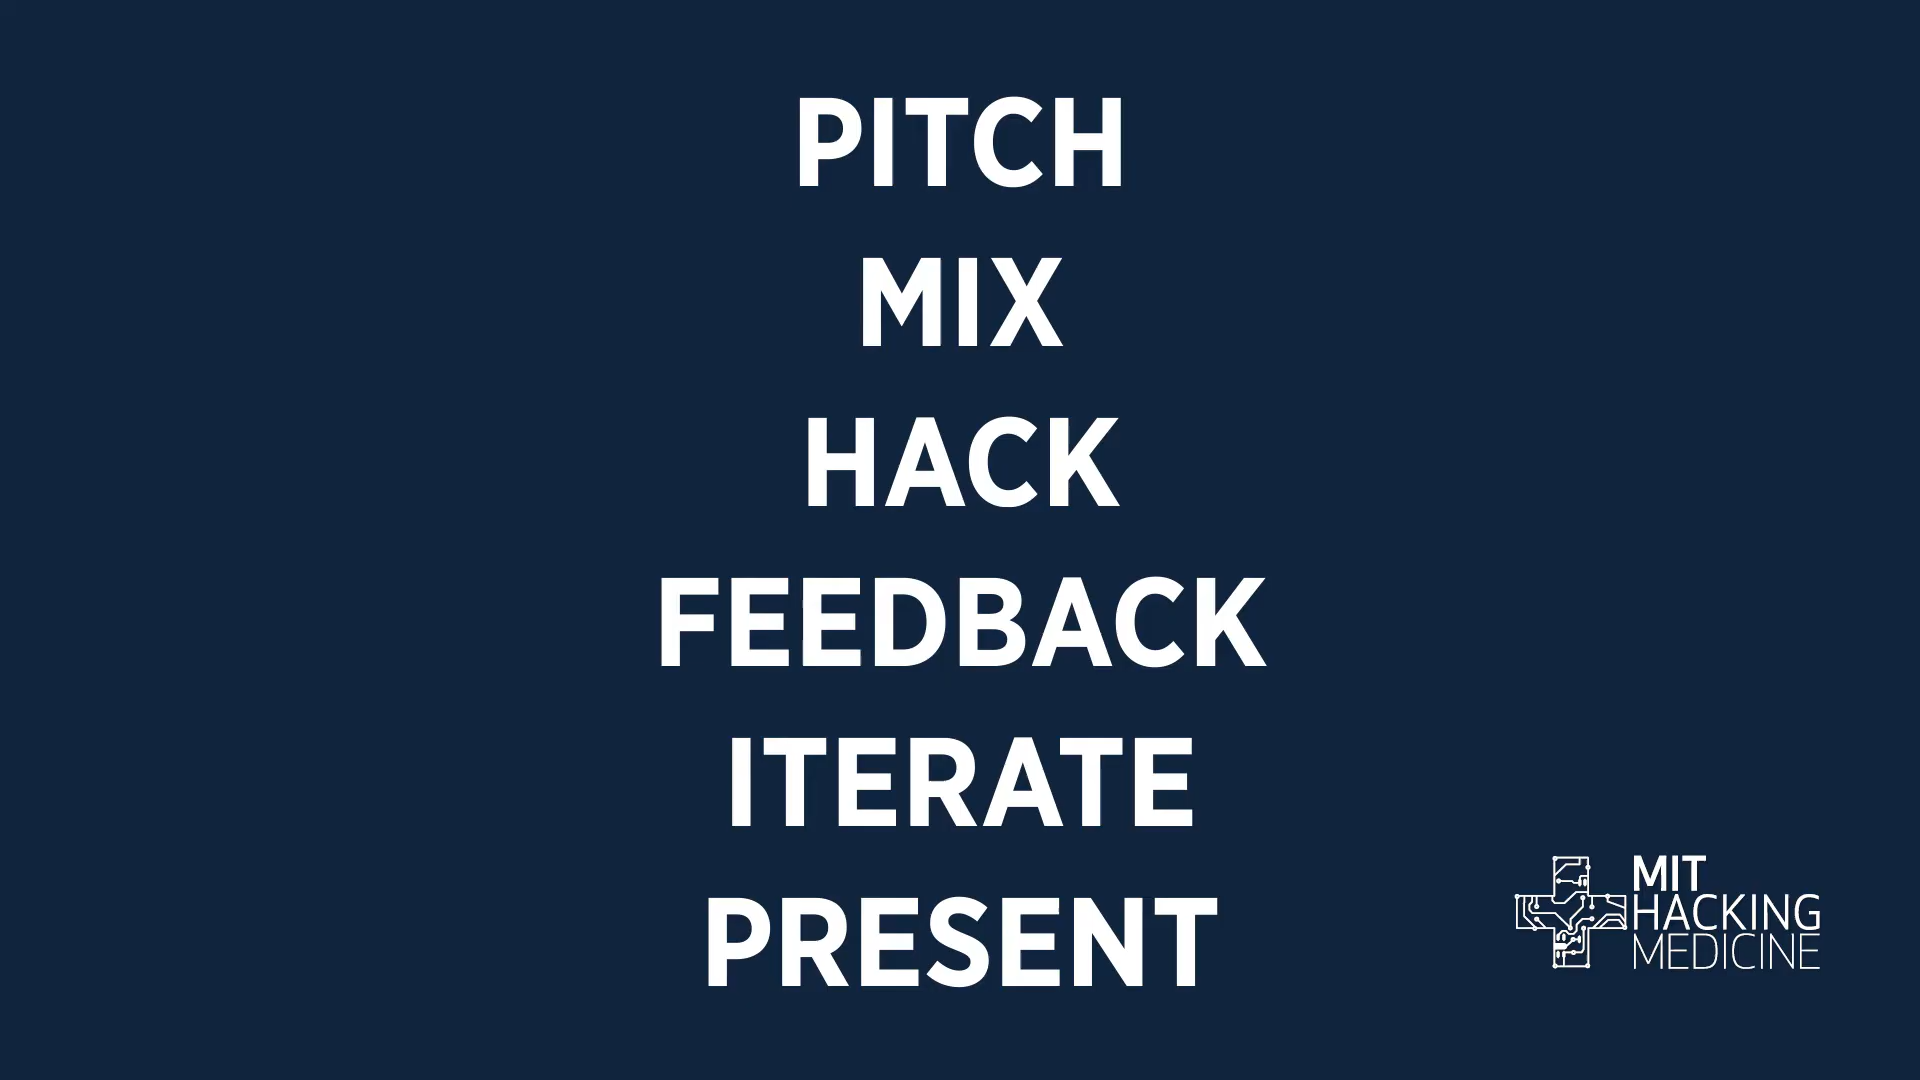 PITCH
MIX
HACK
FEEDBACK
ITERATE
PRESENT
MIT
HACKING
MEDICINE